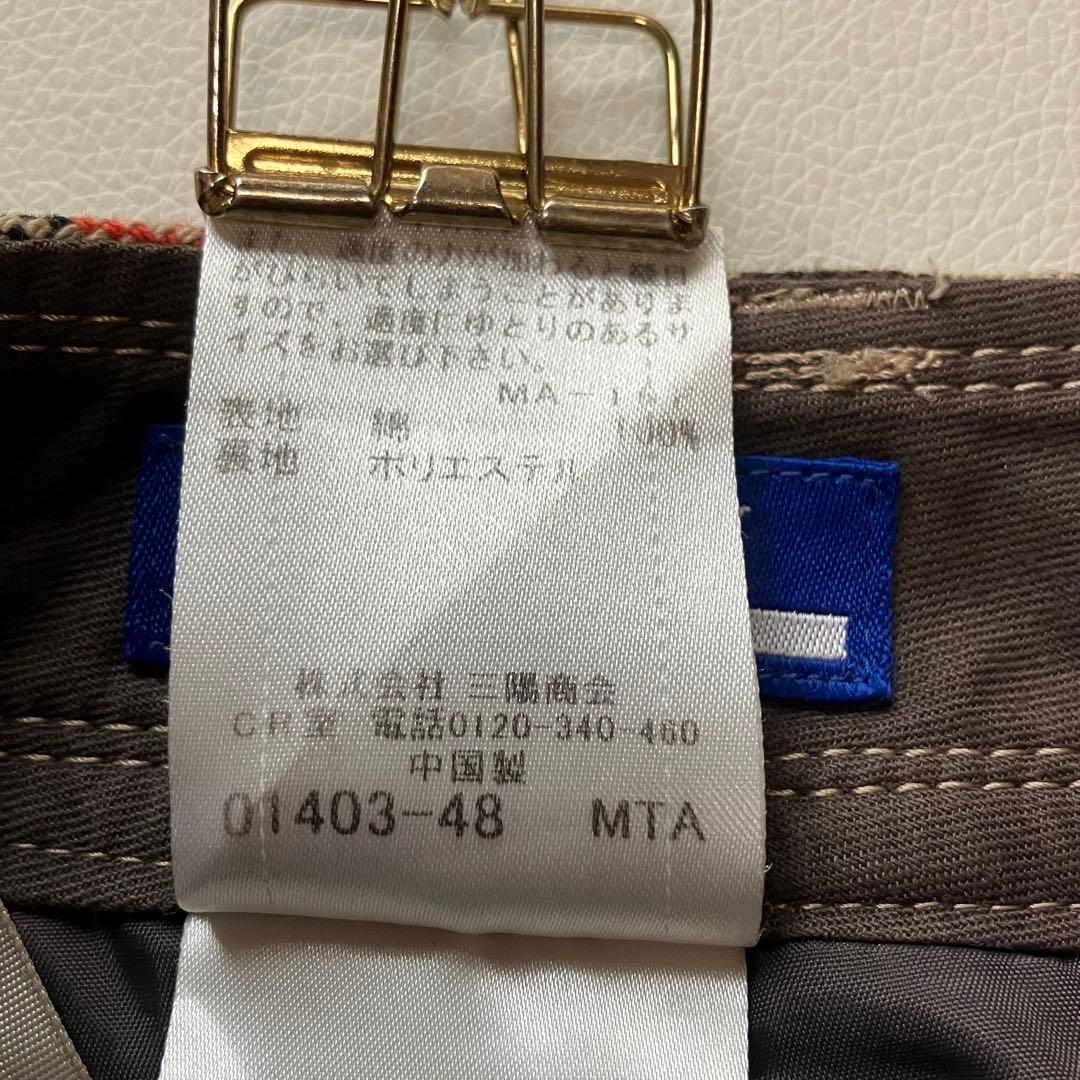 がひらいてしまうことがありま
すので、適度にゆとりのあるサ
イズをお選び下さい。
MA-1
表地 綿 100%
裏地 ポリエステル
株式会社 三陽商会
CR室 電話0120-340-460
中国製
01403-48 MTA